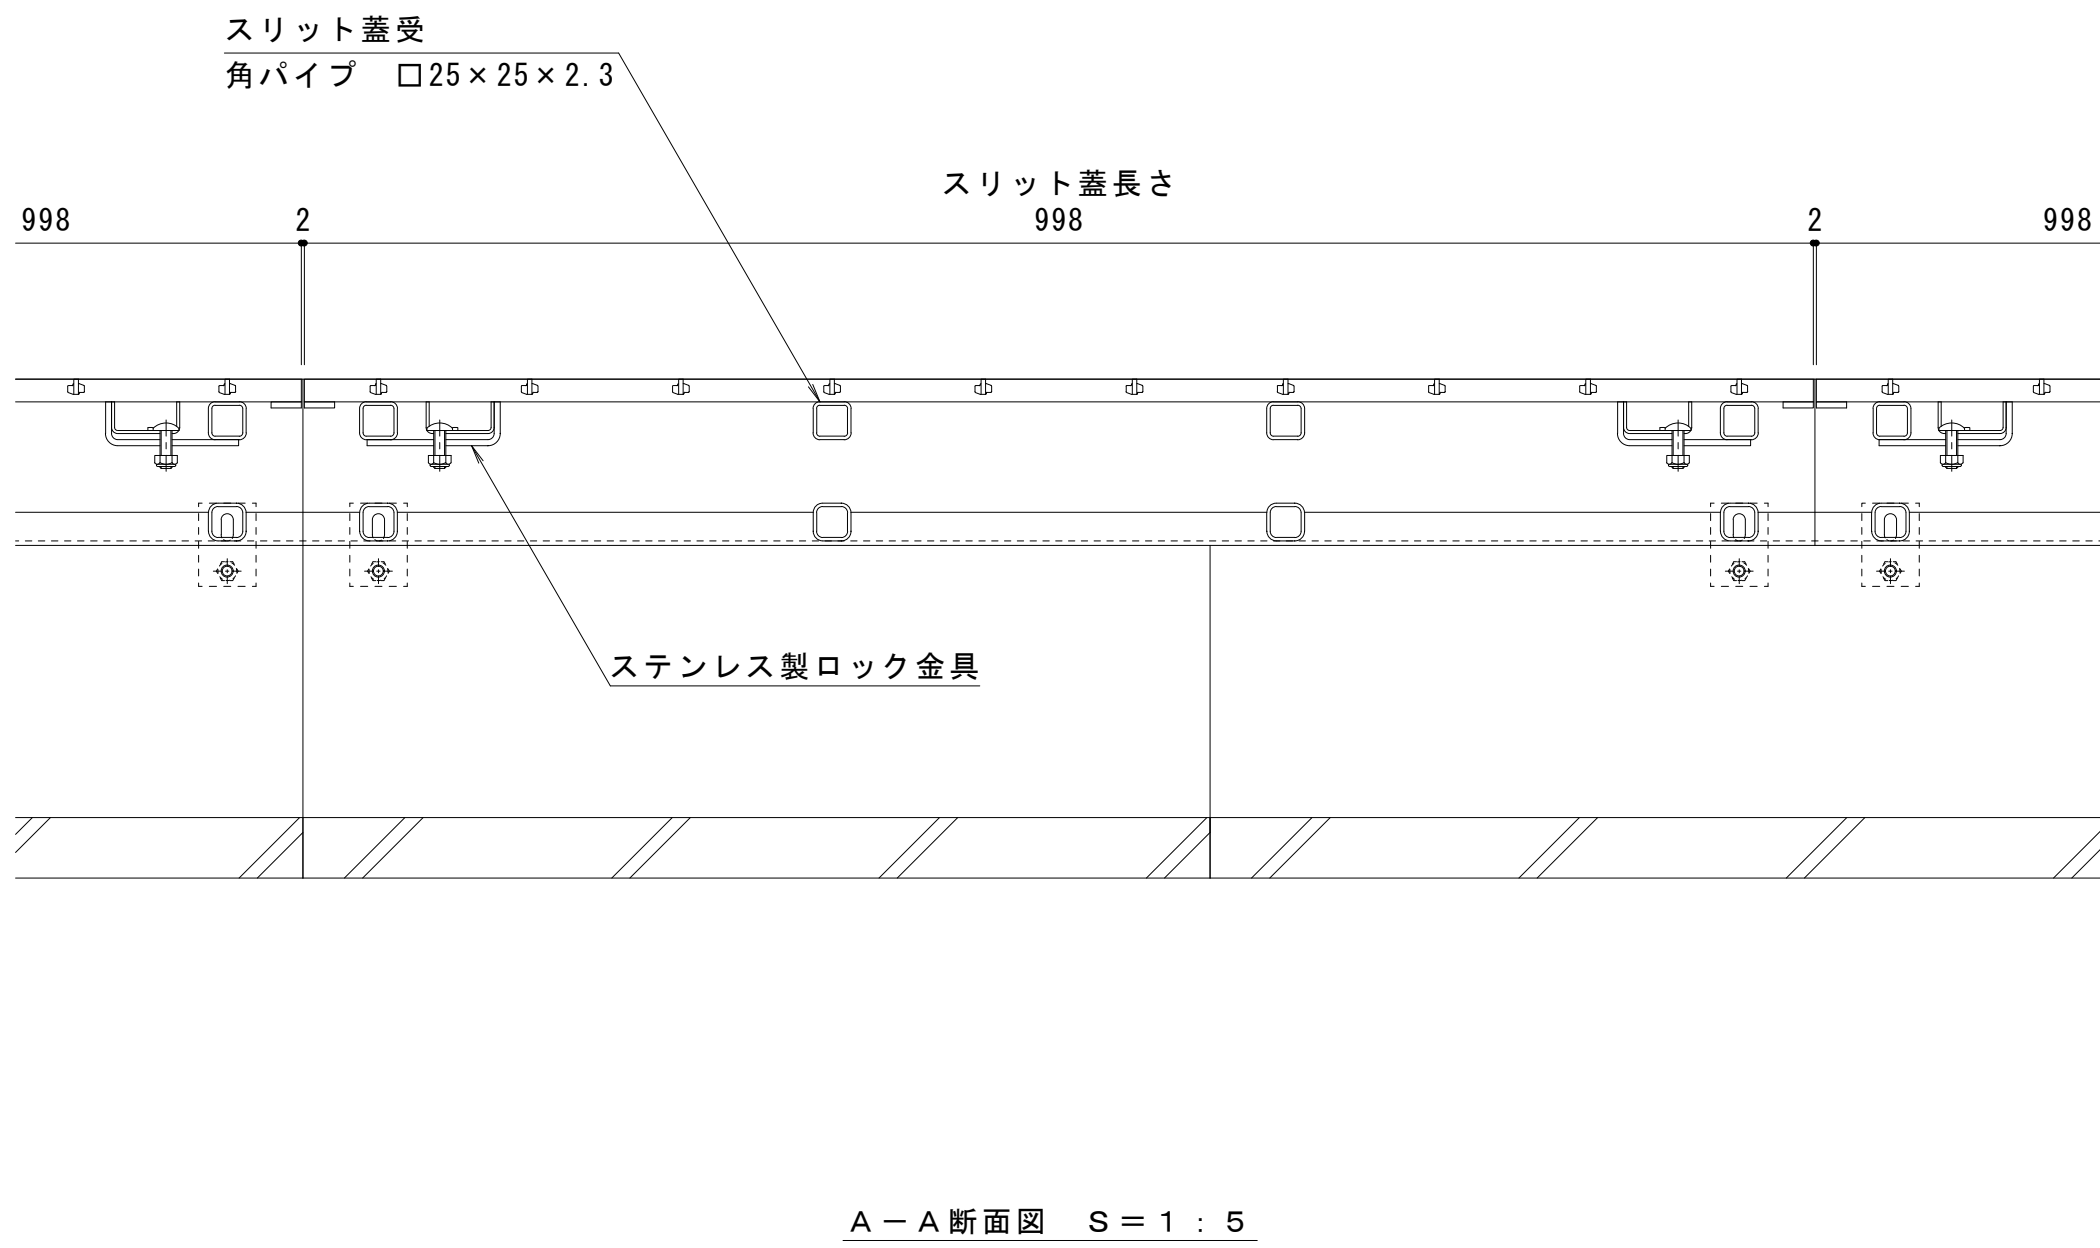 スリット蓋受
角パイプ　□25×25×2.3
スリット蓋長さ
998　2　998　2　998
ステンレス製ロック金具
A－A断面図　S＝1：5